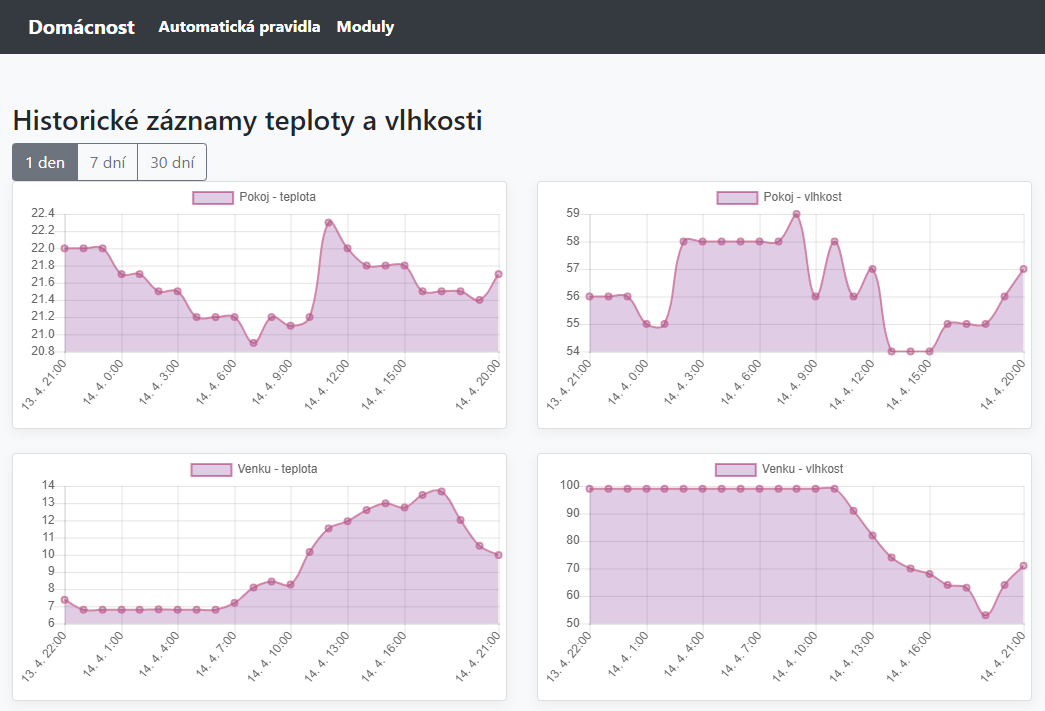 Domácnost Automatická pravidla Moduly
Historické záznamy teploty a vlhkosti
1 den 7 dní 30 dní
Pokoj - teplota
22.4
22.2
22.0
21.8
21.6
21.4
21.2
21.0
20.8
13. 4. 21:00
14. 4. 0:00
14. 4. 3:00
14. 4. 6:00
14. 4. 9:00
14. 4. 12:00
14. 4. 15:00
14. 4. 20:00
Pokoj - vlhkost
59
58
57
56
55
54
13. 4. 21:00
14. 4. 0:00
14. 4. 3:00
14. 4. 6:00
14. 4. 9:00
14. 4. 12:00
14. 4. 15:00
14. 4. 20:00
Venku - teplota
14
13
12
11
10
9
8
7
6
13. 4. 22:00
14. 4. 1:00
14. 4. 4:00
14. 4. 7:00
14. 4. 10:00
14. 4. 13:00
14. 4. 16:00
14. 4. 21:00
Venku - vlhkost
100
90
80
70
60
50
13. 4. 22:00
14. 4. 1:00
14. 4. 4:00
14. 4. 7:00
14. 4. 10:00
14. 4. 13:00
14. 4. 16:00
14. 4. 21:00